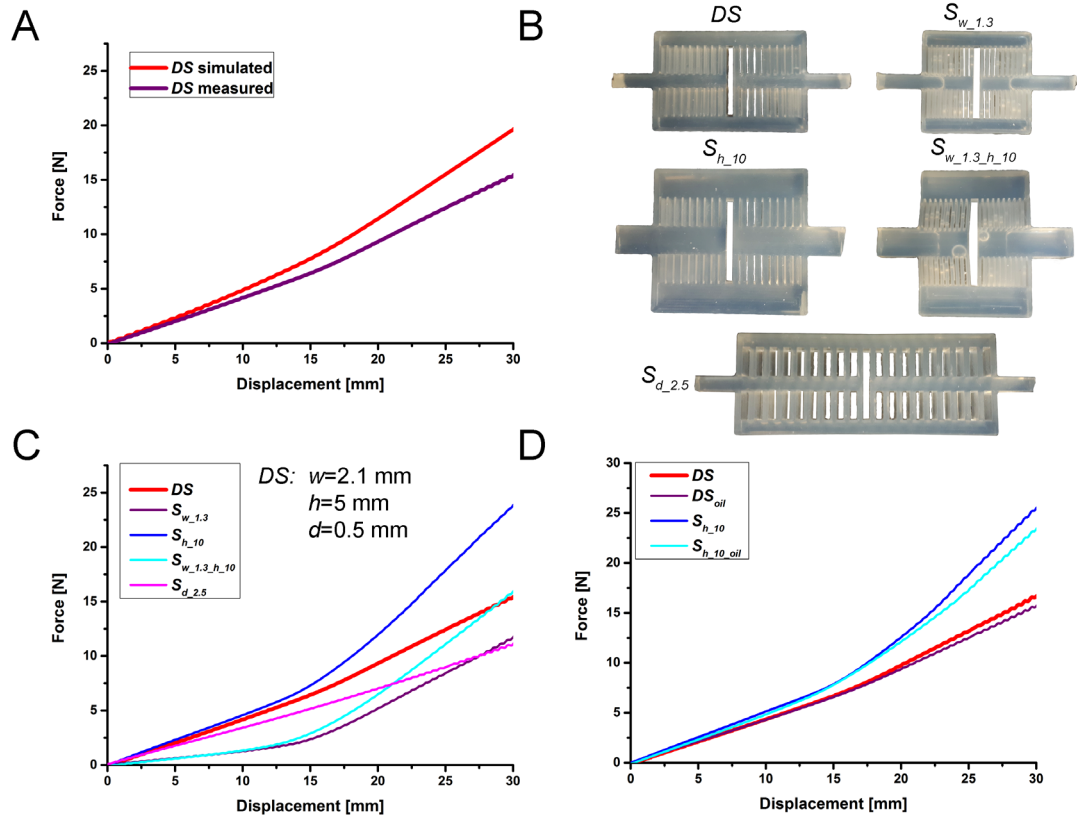 A
25
20
15
10
5
0
0
5
10
15
20
25
30
Force [N]
Displacement [mm]
DS simulated
DS measured
B
DS
S_w_1.3
S_h_10
S_w_1.3_h_10
S_d_2.5
C
25
20
15
10
5
0
0
5
10
15
20
25
30
Force [N]
Displacement [mm]
DS
S_w_1.3
S_h_10
S_w_1.3_h_10
S_d_2.5
DS: w=2.1 mm
h=5 mm
d=0.5 mm
D
30
25
20
15
10
5
0
0
5
10
15
20
25
30
Force [N]
Displacement [mm]
DS
DS_oil
S_h_10
S_h_10_oil